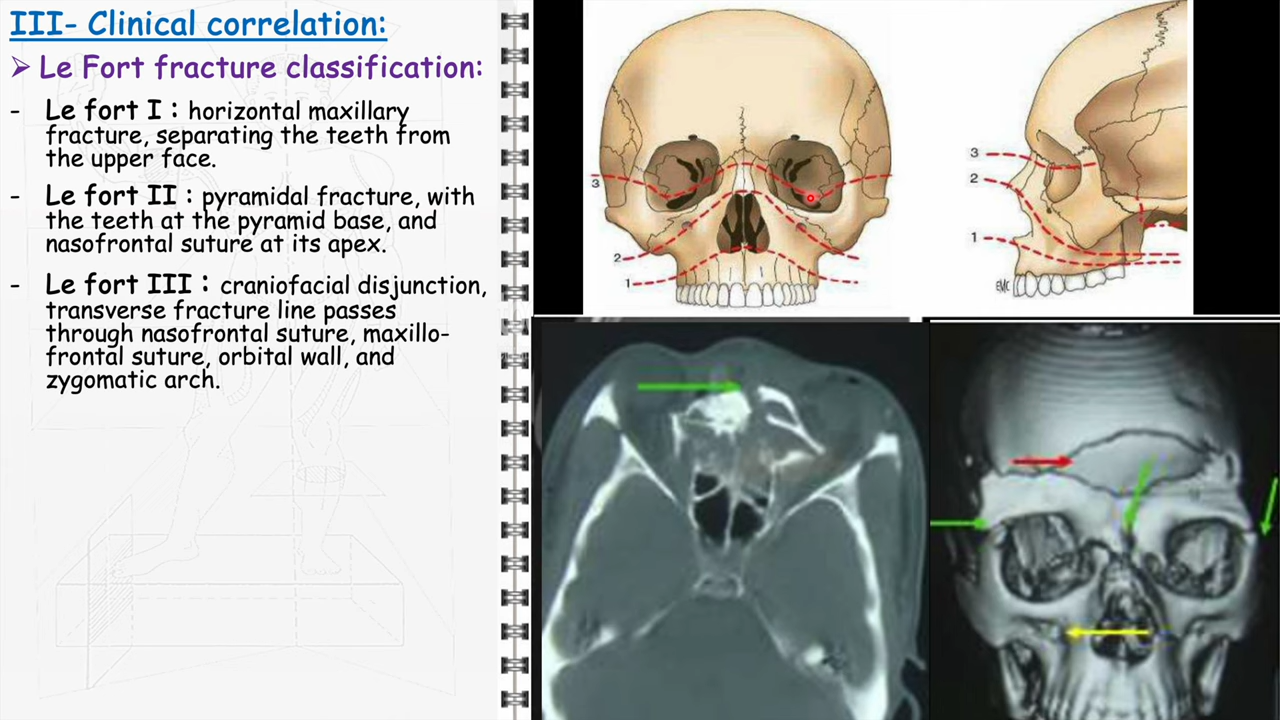 III- Clinical correlation:
➢ Le Fort fracture classification:
- Le fort I : horizontal maxillary
fracture, separating the teeth from
the upper face.
- Le fort II : pyramidal fracture, with
the teeth at the pyramid base, and
nasofrontal suture at its apex.
- Le fort III : craniofacial disjunction,
transverse fracture line passes
through nasofrontal suture, maxillo-
frontal suture, orbital wall, and
zygomatic arch.
3
2
1
3
2
1
EMC